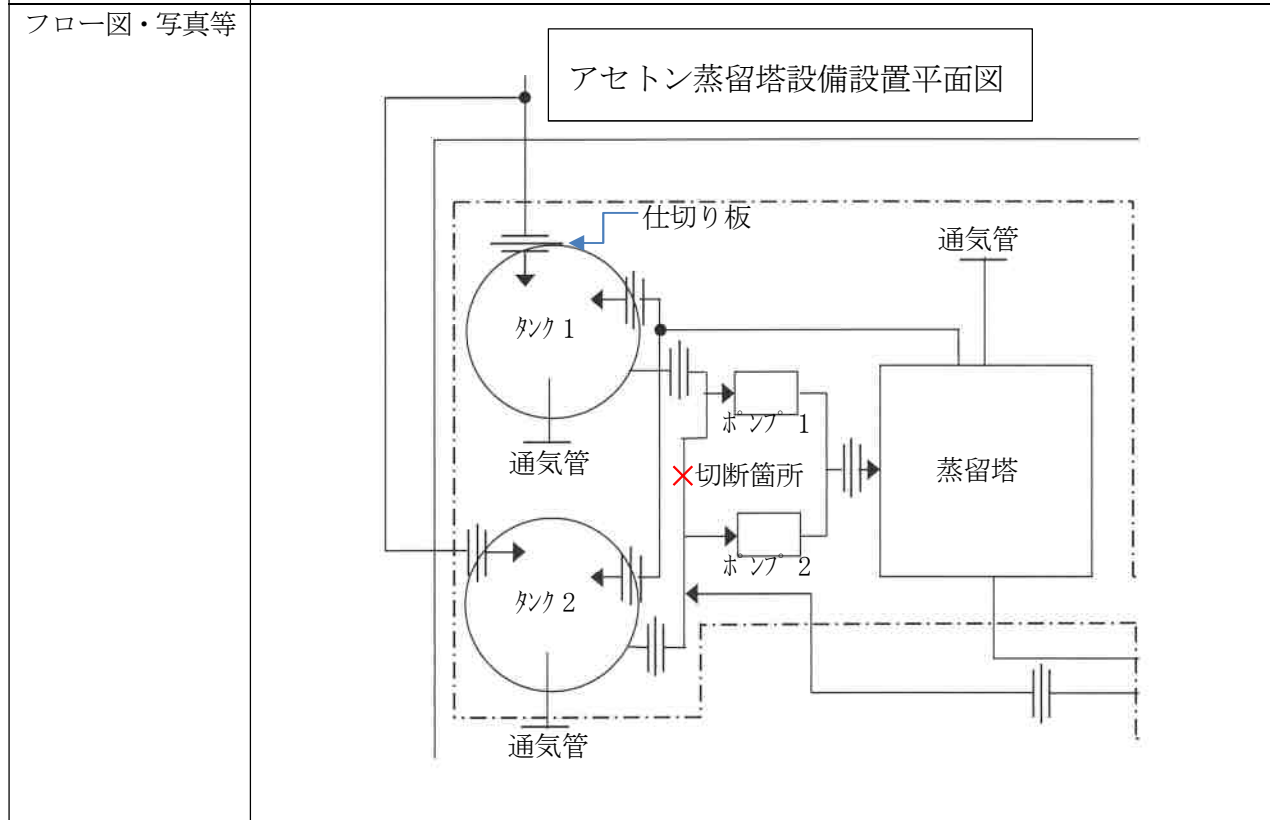 フロー図・写真等
アセトン蒸留塔設備設置平面図
仕切り板
通気管
ﾀﾝｸ 1
ﾎﾟﾝﾌﾟ 1
通気管
切断箇所
蒸留塔
ﾎﾟﾝﾌﾟ 2
ﾀﾝｸ 2
通気管